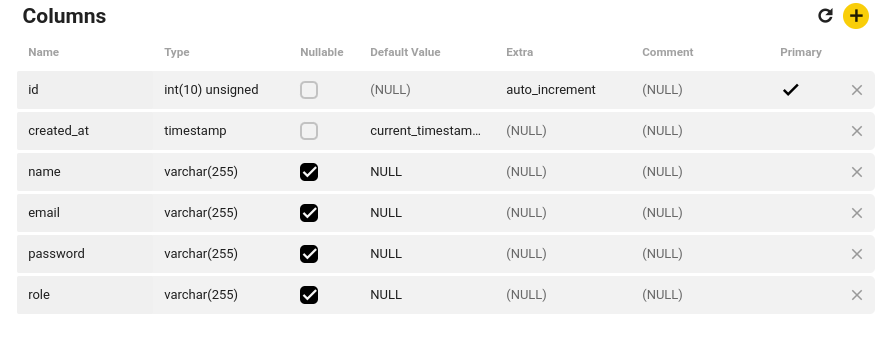 Columns
Name Type Nullable Default Value Extra Comment Primary
id int(10) unsigned (NULL) auto_increment (NULL)
created_at timestamp current_timestam... (NULL) (NULL)
name varchar(255) NULL (NULL) (NULL)
email varchar(255) NULL (NULL) (NULL)
password varchar(255) NULL (NULL) (NULL)
role varchar(255) NULL (NULL) (NULL)